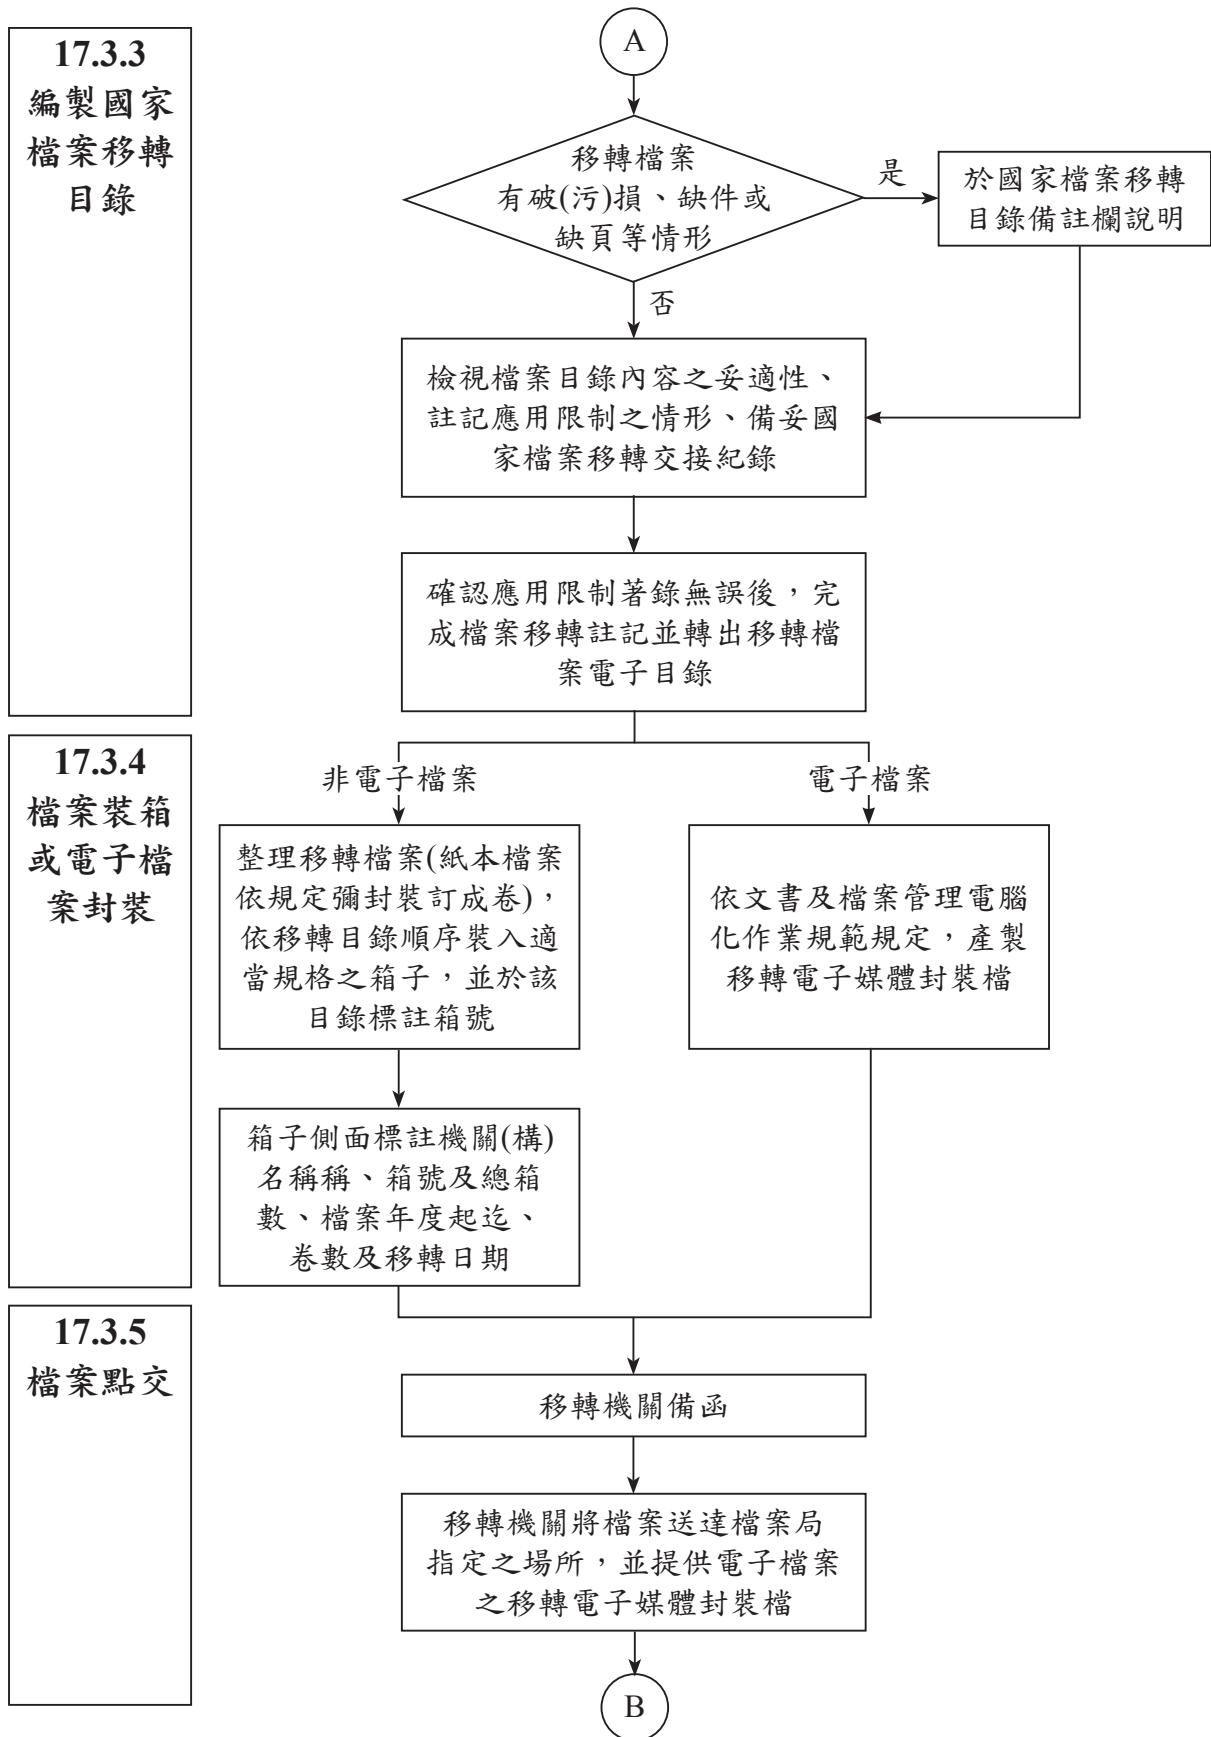 A
17.3.3
編製國家
檔案移轉
目錄
移轉檔案
有破(污)損、缺件或
缺頁等情形
是
於國家檔案移轉
目錄備註欄說明
否
檢視檔案目錄內容之妥適性、
註記應用限制之情形、備妥國
家檔案移轉交接紀錄
確認應用限制著錄無誤後，完
成檔案移轉註記並轉出移轉檔
案電子目錄
17.3.4
檔案裝箱
或電子檔
案封裝
非電子檔案
電子檔案
整理移轉檔案(紙本檔案
依規定彌封裝訂成卷)，
依移轉目錄順序裝入適
當規格之箱子，並於該
目錄標註箱號
依文書及檔案管理電腦
化作業規範規定，產製
移轉電子媒體封裝檔
箱子側面標註機關(構)
名稱稱、箱號及總箱
數、檔案年度起迄、
卷數及移轉日期
17.3.5
檔案點交
移轉機關備函
移轉機關將檔案送達檔案局
指定之場所，並提供電子檔案
之移轉電子媒體封裝檔
B